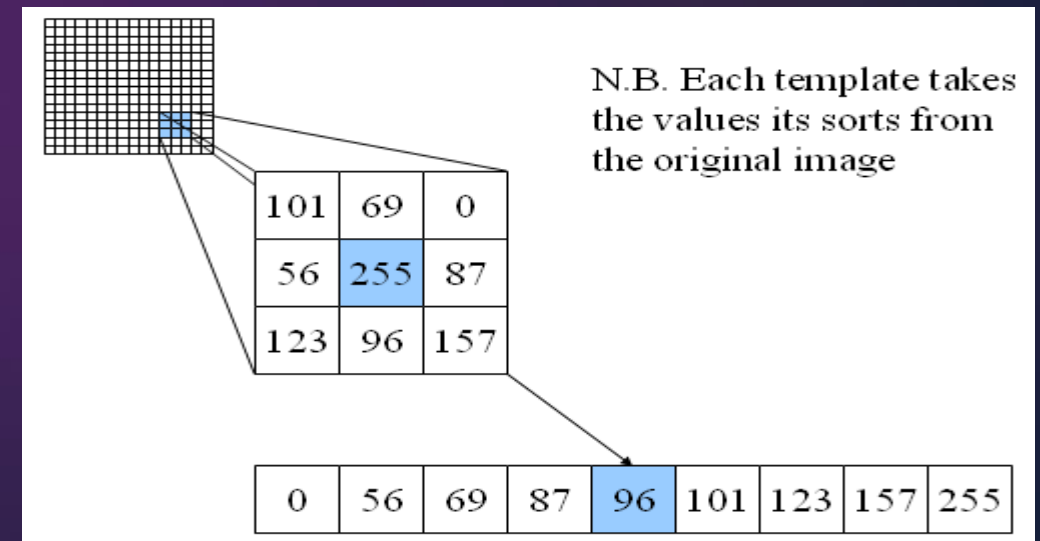 N.B. Each template takes
the values its sorts from
the original image
101 69 0
56 255 87
123 96 157
0 56 69 87 96 101 123 157 255